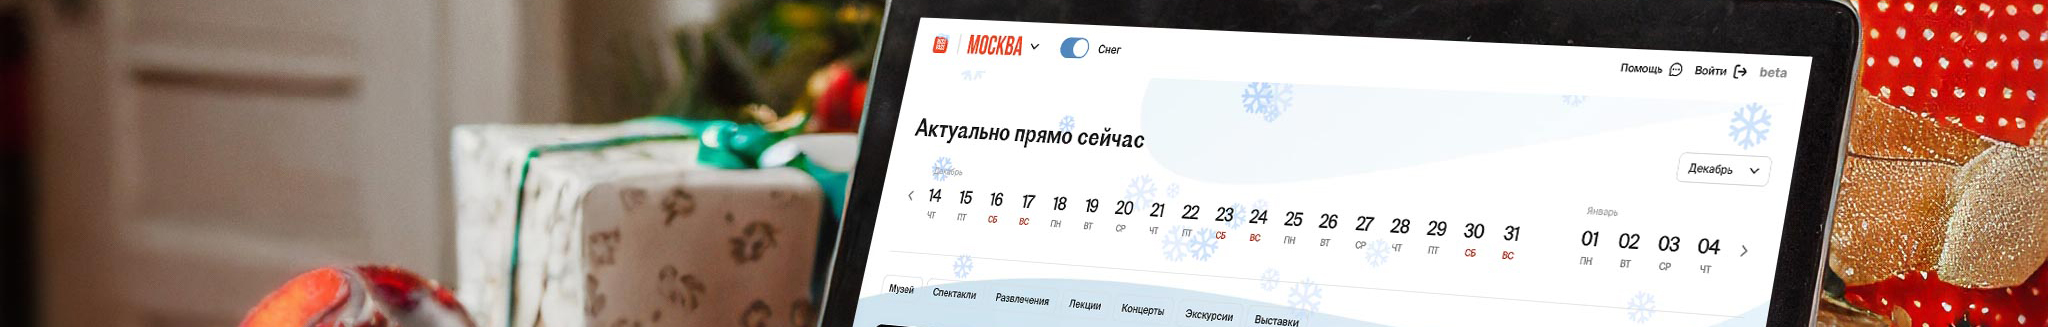 МОСКВА Снег
Помощь Войти beta
Актуально прямо сейчас
Декабрь
Декабрь
Январь
14 15 16 17 18 19 20 21 22 23 24 25 26 27 28 29 30 31 01 02 03 04
ЧТ ПТ СБ ВС ПН ВТ СР ЧТ ПТ СБ ВС ПН ВТ СР ЧТ ПТ СБ ВС ПН ВТ СР ЧТ
Музей Спектакли Развлечения Лекции Концерты Экскурсии Выставки